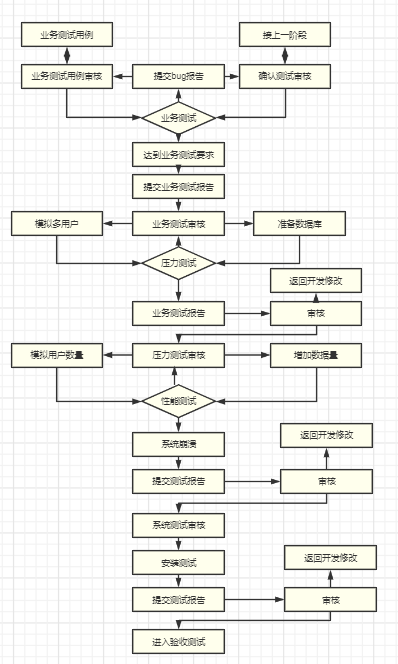 业务测试用例
接上一阶段
业务测试用例审核
提交bug报告
确认测试审核
业务测试
达到业务测试要求
提交业务测试报告
模拟多用户
业务测试审核
准备数据库
压力测试
返回开发修改
业务测试报告
审核
模拟用户数量
压力测试审核
增加数据量
性能测试
返回开发修改
系统崩溃
提交测试报告
审核
系统测试审核
安装测试
返回开发修改
提交测试报告
审核
进入验收测试